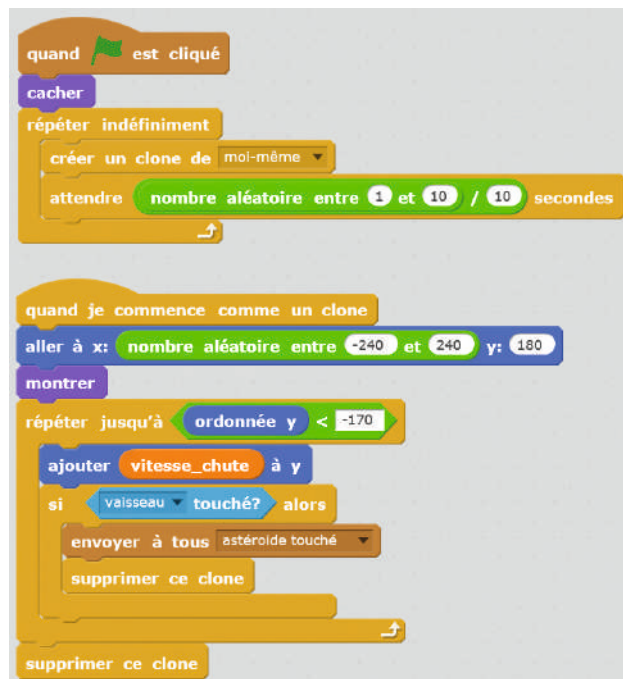 quand est cliqué
cacher
répéter indéfiniment
créer un clone de moi-même
attendre nombre aléatoire entre 1 et 10 / 10 secondes
quand je commence comme un clone
aller à x: nombre aléatoire entre -240 et 240 y: 180
montrer
répéter jusqu'à ordonnée y < -170
ajouter vitesse_chute à y
si vaisseau touché? alors
envoyer à tous astéroïde touché
supprimer ce clone
supprimer ce clone